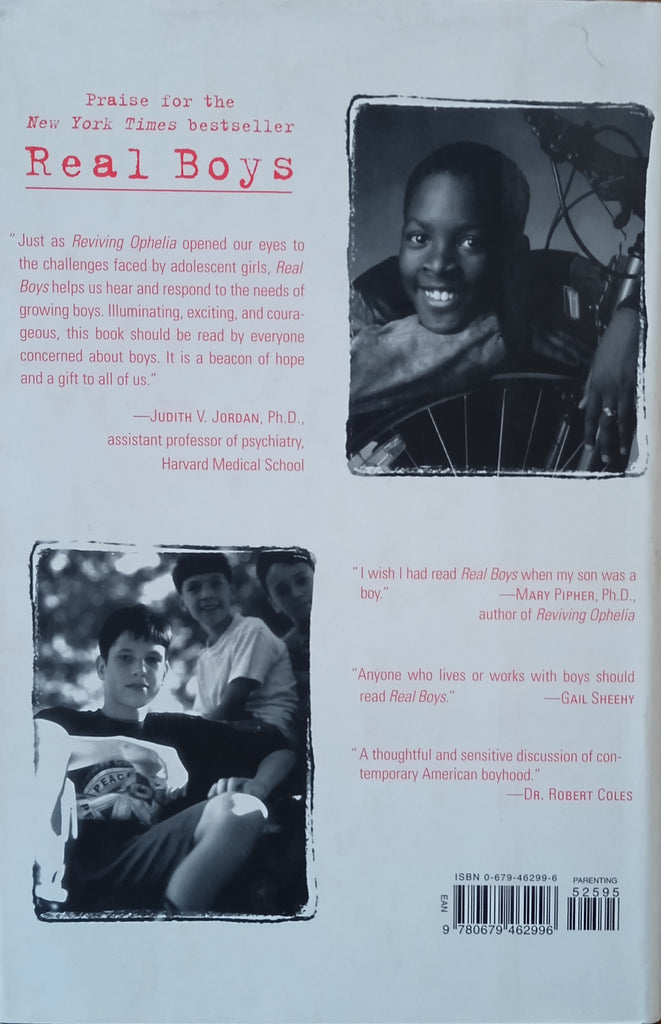 Praise for the
New York Times bestseller
Real Boys
"Just as Reviving Ophelia opened our eyes to
the challenges faced by adolescent girls, Real
Boys helps us hear and respond to the needs of
growing boys. Illuminating, exciting, and coura-
geous, this book should be read by everyone
concerned about boys. It is a beacon of hope
and a gift to all of us."
—JUDITH V. JORDAN, Ph.D.,
assistant professor of psychiatry,
Harvard Medical School
"I wish I had read Real Boys when my son was a
boy." —MARY PIPHER, Ph.D.,
author of Reviving Ophelia
"Anyone who lives or works with boys should
read Real Boys." —GAIL SHEEHY
"A thoughtful and sensitive discussion of con-
temporary American boyhood."
—DR. ROBERT COLES
PEACE
ISBN 0-679-46299-6
PARENTING
52595
EAN
9 780679 462996